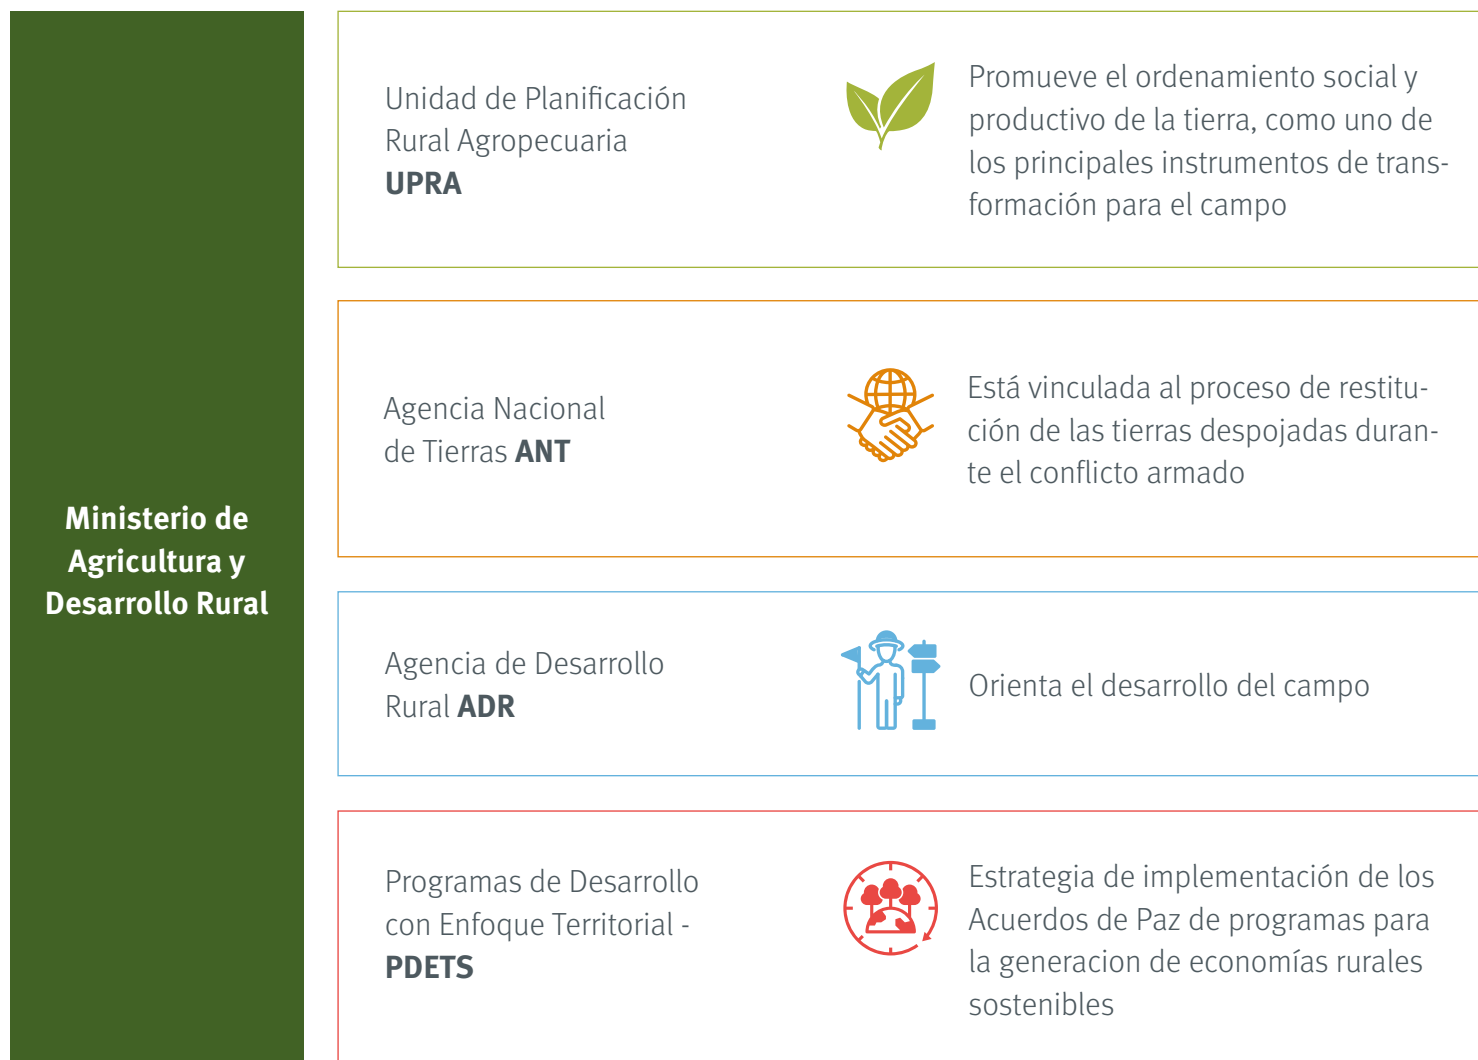 Ministerio de
Agricultura y
Desarrollo Rural
Unidad de Planificación
Rural Agropecuaria
UPRA
Promueve el ordenamiento social y
productivo de la tierra, como uno de
los principales instrumentos de trans-
formación para el campo
Agencia Nacional
de Tierras ANT
Está vinculada al proceso de restitu-
ción de las tierras despojadas duran-
te el conflicto armado
Agencia de Desarrollo
Rural ADR
Orienta el desarrollo del campo
Programas de Desarrollo
con Enfoque Territorial -
PDETS
Estrategia de implementación de los
Acuerdos de Paz de programas para
la generacion de economías rurales
sostenibles